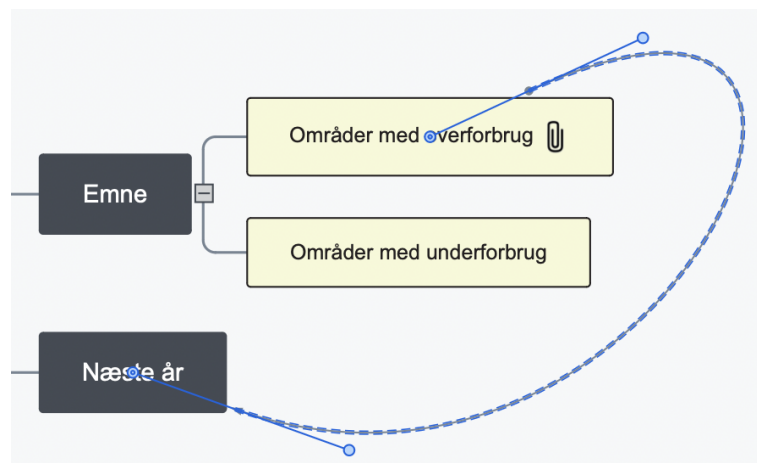 Områder med overforbrug
Emne
Områder med underforbrug
Næste år